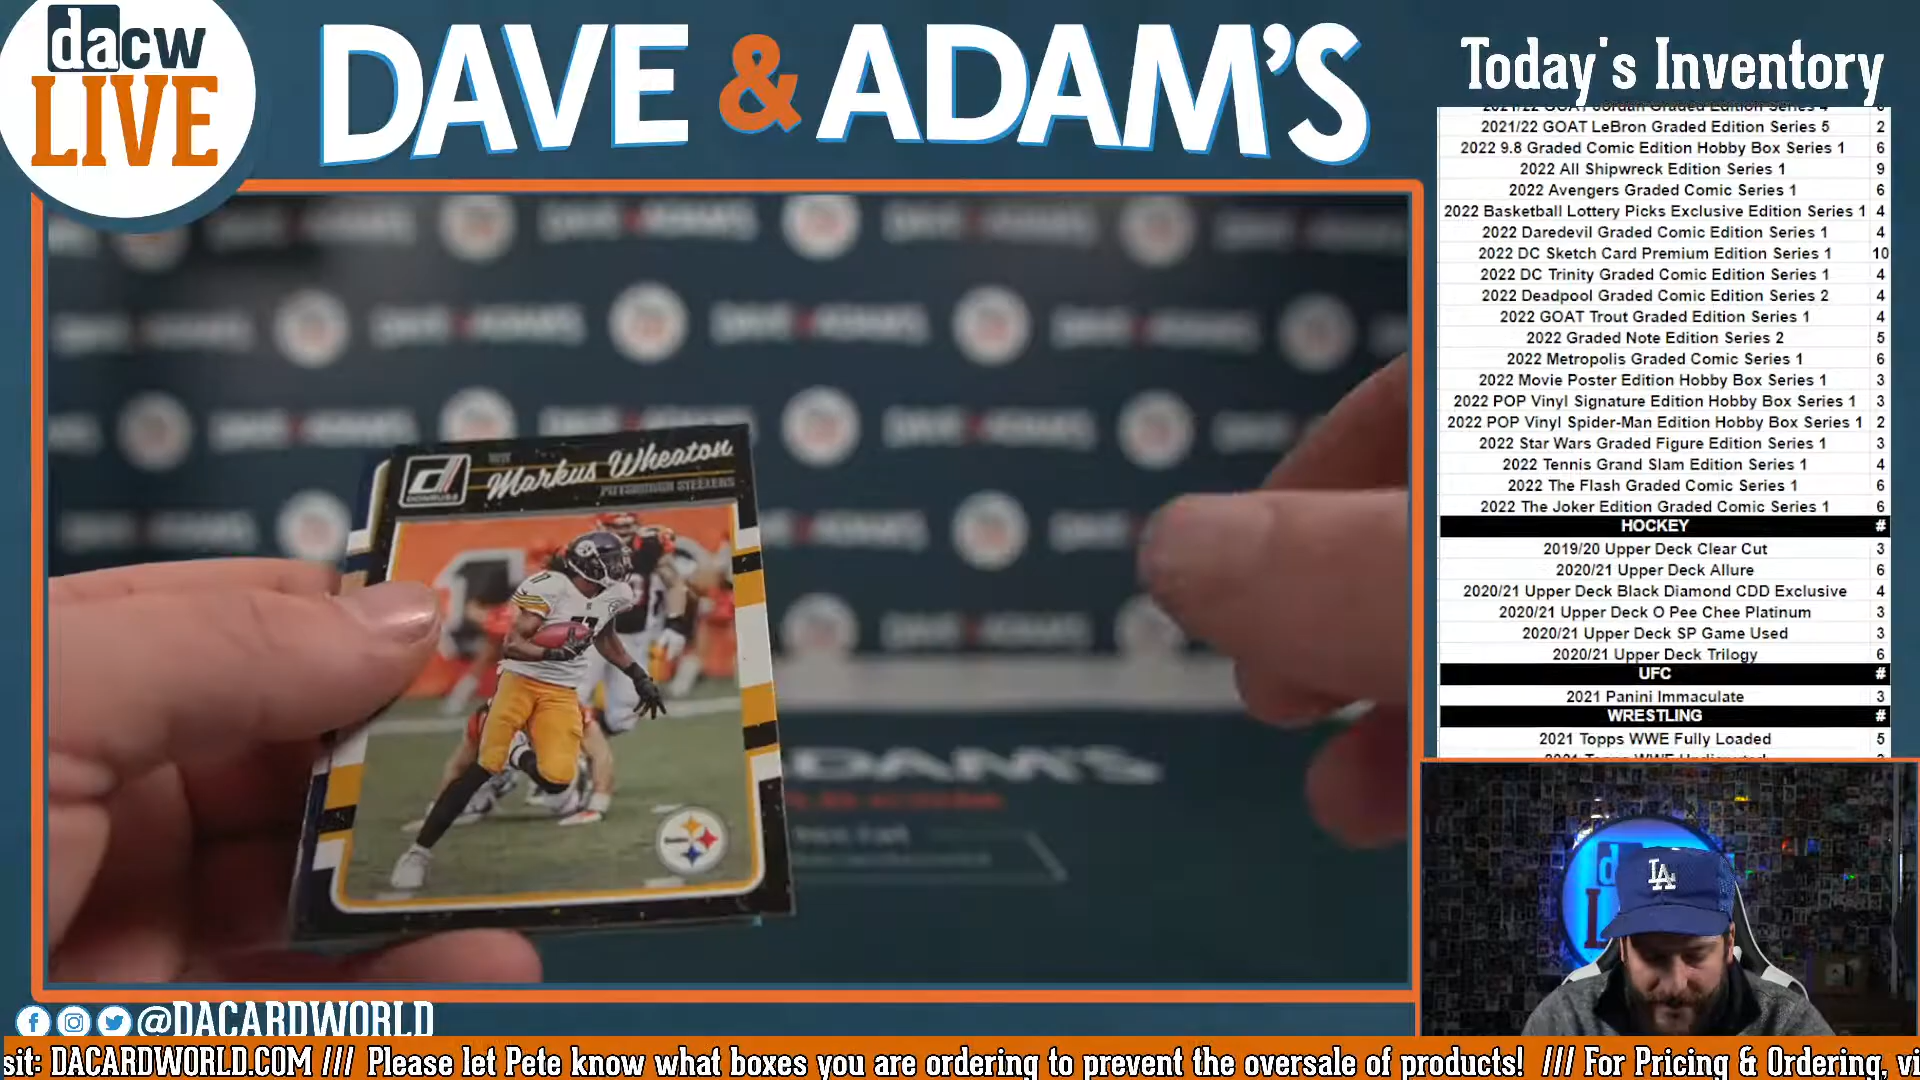 dacw
LIVE
DAVE & ADAM'S
Today's Inventory
2021/22 GOAT Jordan Graded Edition Series 4
2021/22 GOAT LeBron Graded Edition Series 5 2
2022 9.8 Graded Comic Edition Hobby Box Series 1 6
2022 All Shipwreck Edition Series 1 9
2022 Avengers Graded Comic Series 1 6
2022 Basketball Lottery Picks Exclusive Edition Series 1 4
2022 Daredevil Graded Comic Edition Series 1 4
2022 DC Sketch Card Premium Edition Series 1 10
2022 DC Trinity Graded Comic Edition Series 1 4
2022 Deadpool Graded Comic Edition Series 2 4
2022 GOAT Trout Graded Edition Series 1 4
2022 Graded Note Edition Series 2 5
2022 Metropolis Graded Comic Series 1 6
2022 Movie Poster Edition Hobby Box Series 1 3
2022 POP Vinyl Signature Edition Hobby Box Series 1 3
2022 POP Vinyl Spider-Man Edition Hobby Box Series 1 2
2022 Star Wars Graded Figure Edition Series 1 3
2022 Tennis Grand Slam Edition Series 1 4
2022 The Flash Graded Comic Series 1 6
2022 The Joker Edition Graded Comic Series 1 6
HOCKEY #
2019/20 Upper Deck Clear Cut 3
2020/21 Upper Deck Allure 6
2020/21 Upper Deck Black Diamond CDD Exclusive 4
2020/21 Upper Deck O Pee Chee Platinum 3
2020/21 Upper Deck SP Game Used 3
2020/21 Upper Deck Trilogy 6
UFC #
2021 Panini Immaculate 3
WRESTLING #
2021 Topps WWE Fully Loaded 5
DONRUSS
Markus Wheaton
PITTSBURGH STEELERS
ADAM'S
LA
@DACARDWORLD
sit: DACARDWORLD.COM /// Please let Pete know what boxes you are ordering to prevent the oversale of products! /// For Pricing & Ordering, vi